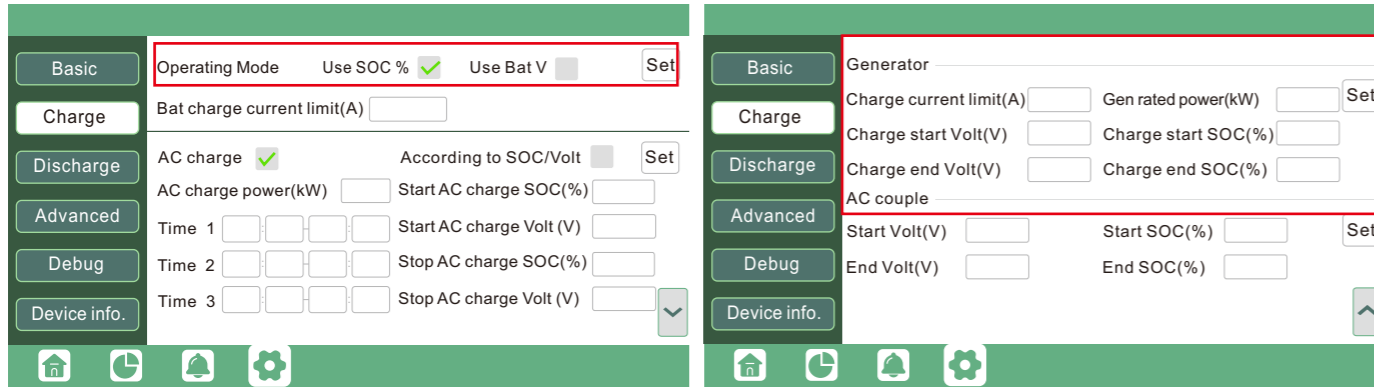 Basic
Charge
Discharge
Advanced
Debug
Device info.
Operating Mode Use SOC % Use Bat V Set
Bat charge current limit(A)
AC charge According to SOC/Volt Set
AC charge power(kW) Start AC charge SOC(%)
Time 1 : - : Start AC charge Volt (V)
Time 2 : - : Stop AC charge SOC(%)
Time 3 : - : Stop AC charge Volt (V)
Basic
Charge
Discharge
Advanced
Debug
Device info.
Generator
Charge current limit(A) Gen rated power(kW) Set
Charge start Volt(V) Charge start SOC(%)
Charge end Volt(V) Charge end SOC(%)
AC couple
Start Volt(V) Start SOC(%) Set
End Volt(V) End SOC(%)